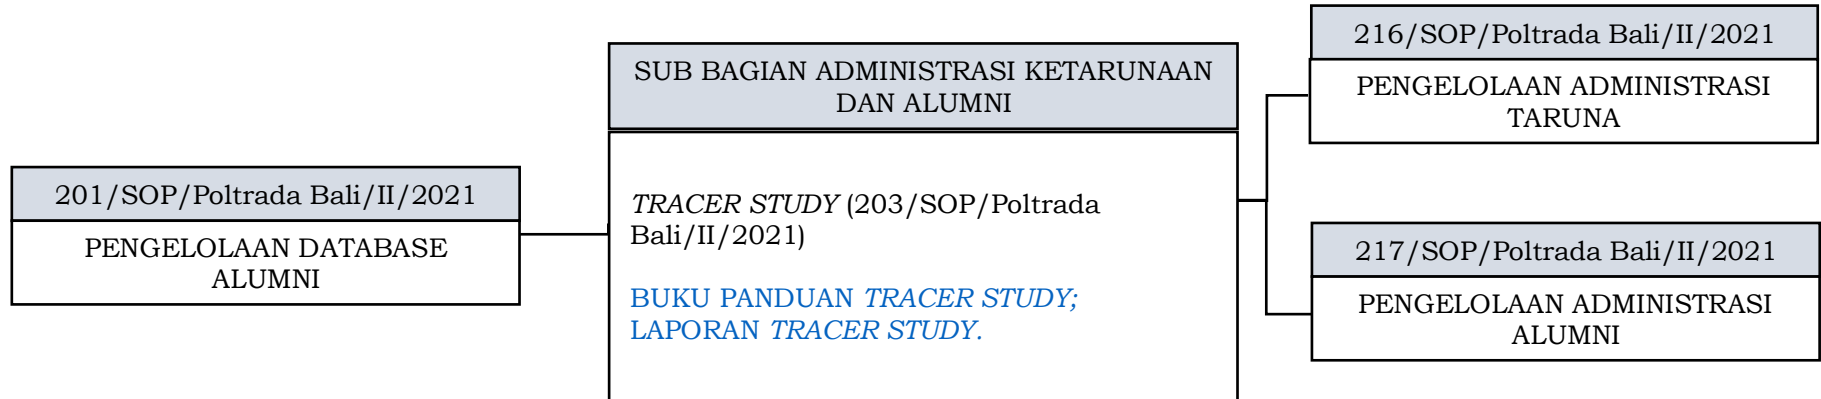 201/SOP/Poltrada Bali/II/2021
PENGELOLAAN DATABASE
ALUMNI
SUB BAGIAN ADMINISTRASI KETARUNAAN
DAN ALUMNI
TRACER STUDY (203/SOP/Poltrada
Bali/II/2021)
BUKU PANDUAN TRACER STUDY;
LAPORAN TRACER STUDY.
216/SOP/Poltrada Bali/II/2021
PENGELOLAAN ADMINISTRASI
TARUNA
217/SOP/Poltrada Bali/II/2021
PENGELOLAAN ADMINISTRASI
ALUMNI